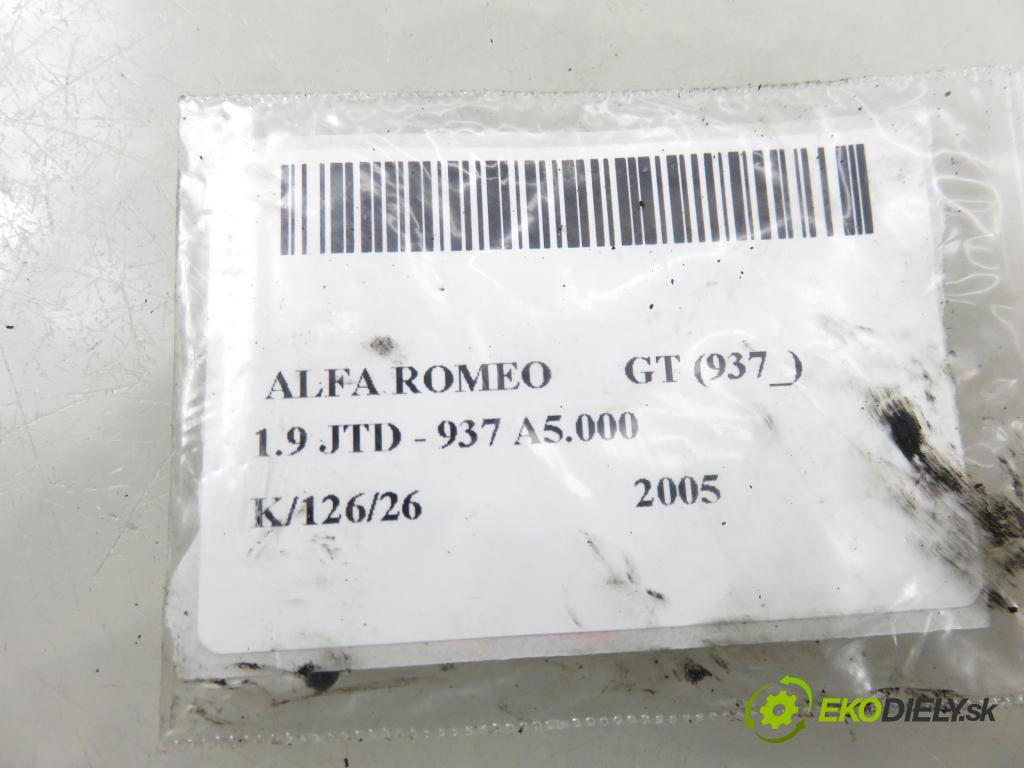 ALFA ROMEO GT (937_)
1.9 JTD - 937 A5.000
K/126/26 2005
EKODIELY.sk